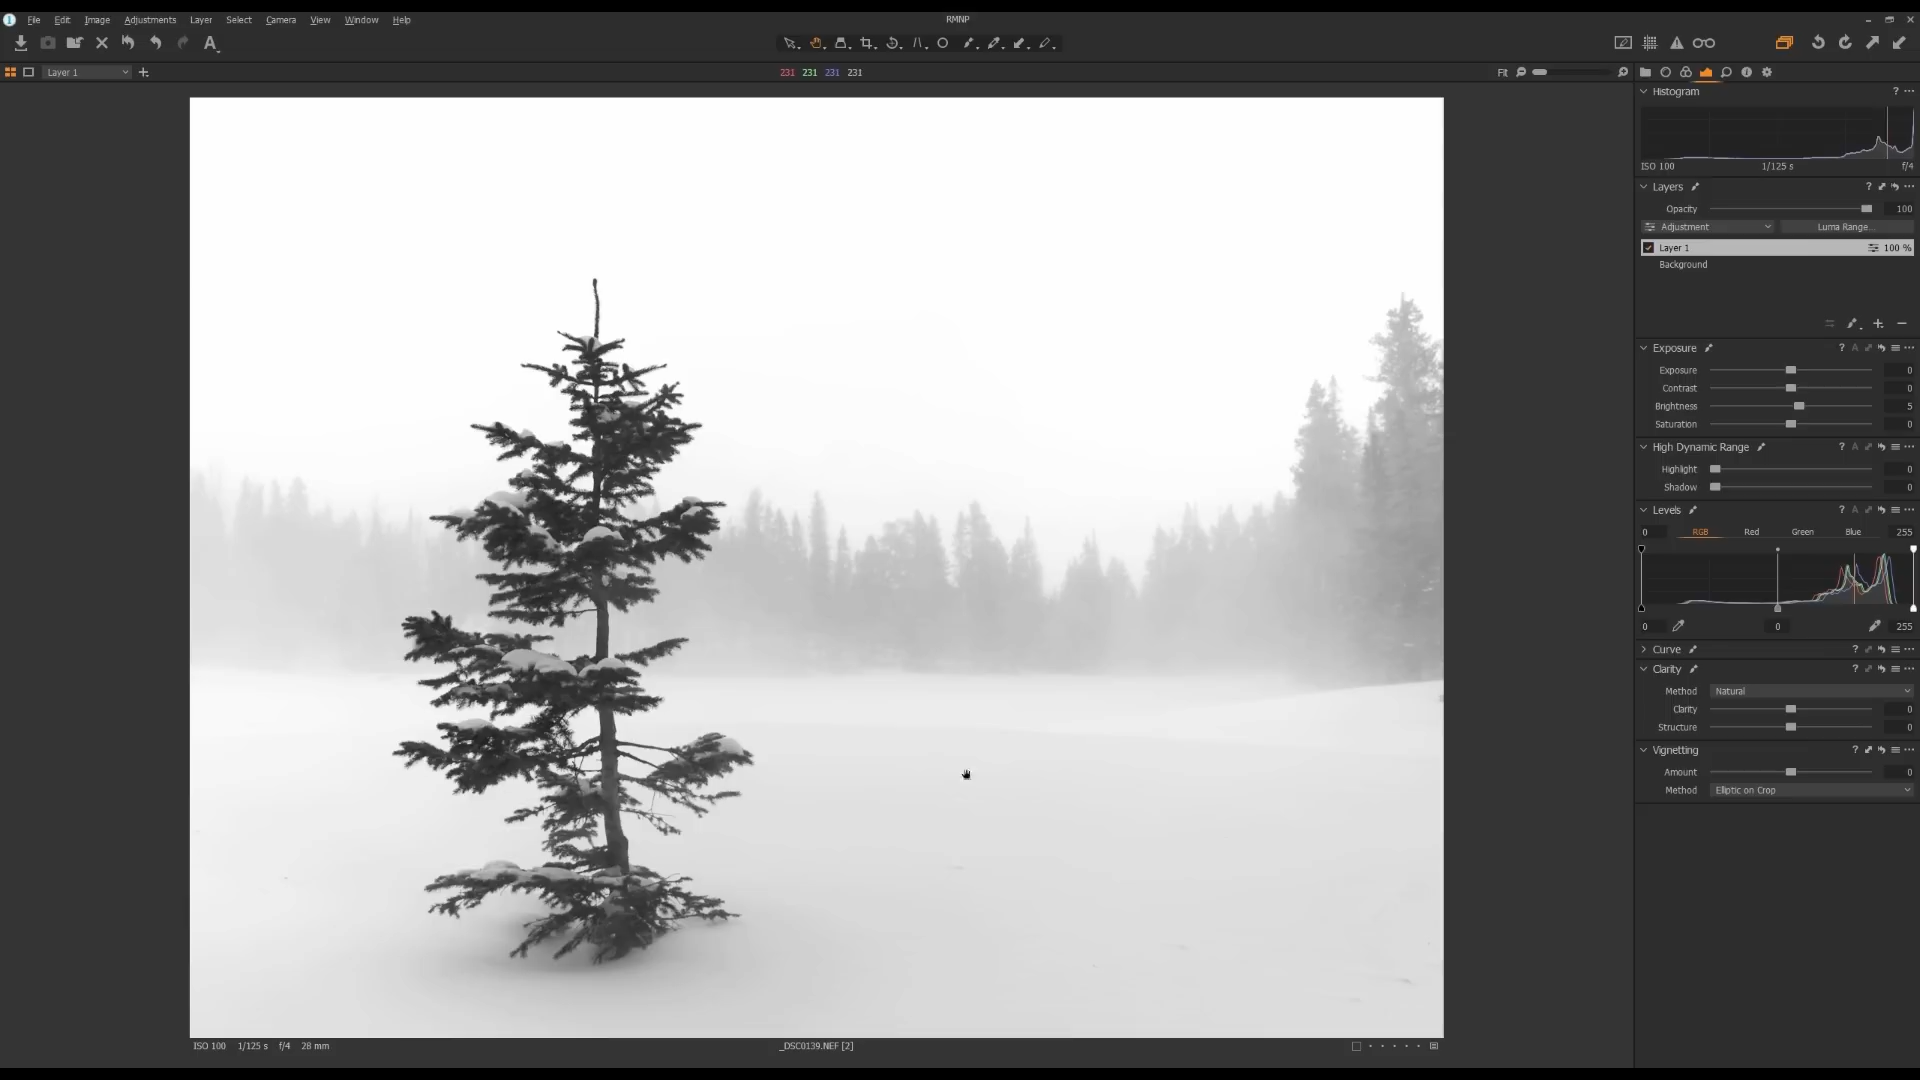 File Edit Image Adjustments Layer Select Camera View Window Help RMNP
A
Layer 1 231 231 231 231 Fit
Histogram ?
ISO 100 1/125 s f/4
Layers ?
Opacity 100
Adjustment Luma Range...
Layer 1 100 %
Background
Exposure ? A
Exposure 0
Contrast 0
Brightness 5
Saturation 0
High Dynamic Range ? A
Highlight 0
Shadow 0
Levels ? A
0 RGB Red Green Blue 255
0 0 255
Curve ?
Clarity ?
Method Natural
Clarity 0
Structure 0
Vignetting ?
Amount 0
Method Elliptic on Crop
ISO 100 1/125 s f/4 28 mm _DSC0139.NEF [2]